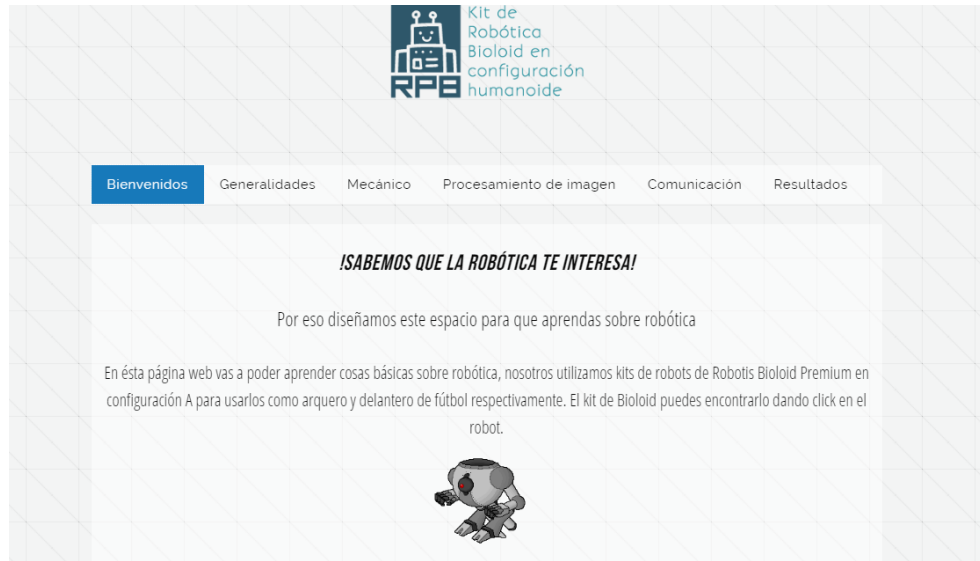 Kit de
Robótica
Bioloid en
configuración
humanoide
RPB
Bienvenidos Generalidades Mecánico Procesamiento de imagen Comunicación Resultados
!SABEMOS QUE LA ROBÓTICA TE INTERESA!
Por eso diseñamos este espacio para que aprendas sobre robótica
En ésta página web vas a poder aprender cosas básicas sobre robótica, nosotros utilizamos kits de robots de Robotis Bioloid Premium en
configuración A para usarlos como arquero y delantero de fútbol respectivamente. El kit de Bioloid puedes encontrarlo dando click en el
robot.